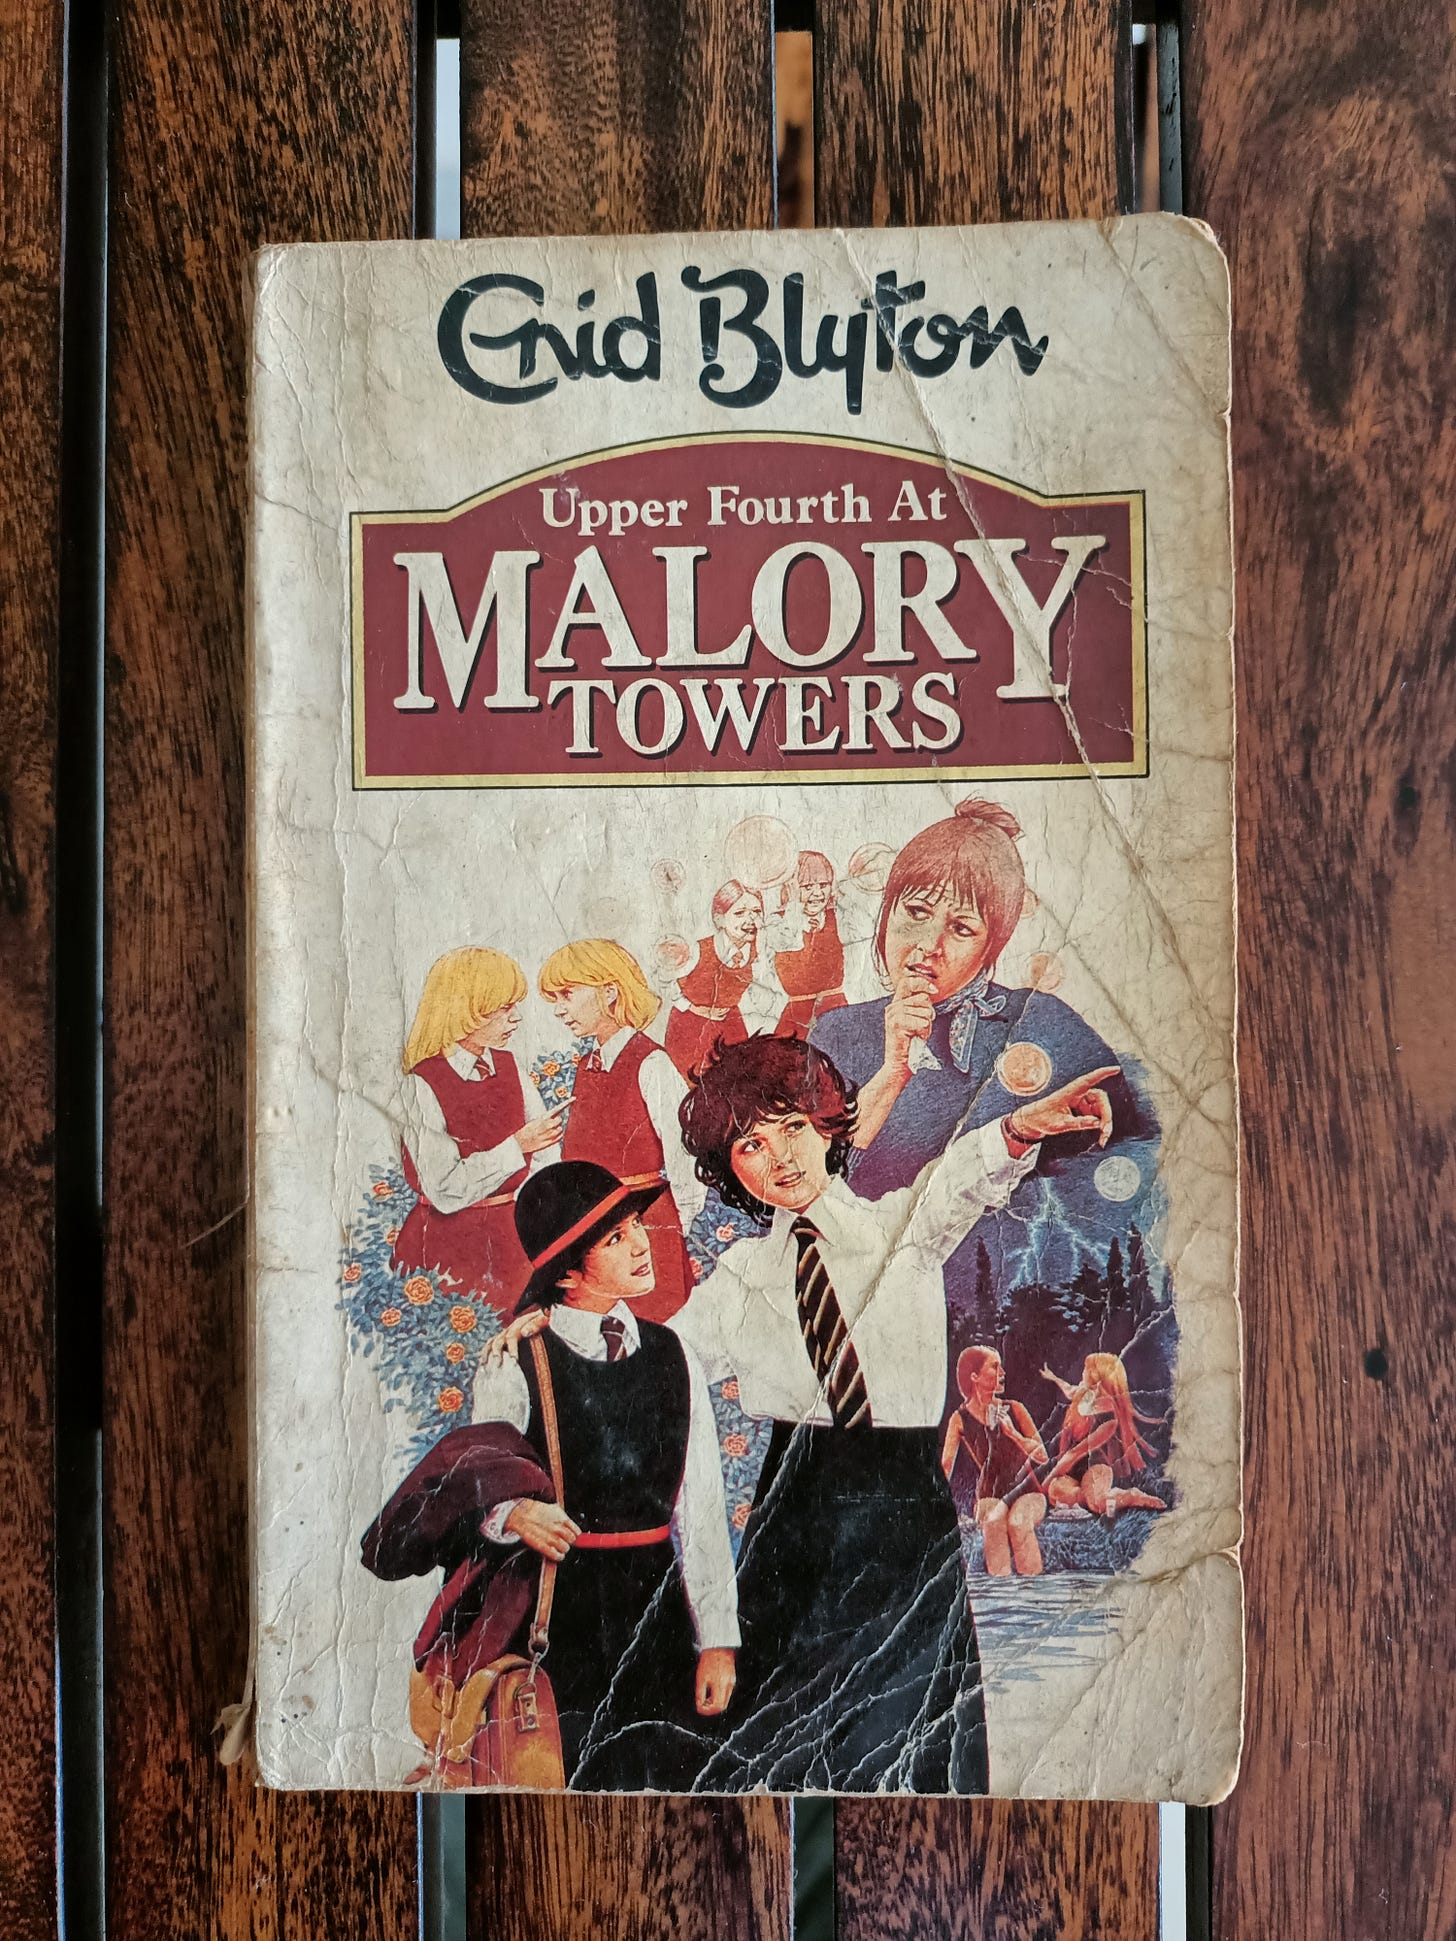 Enid Blyton
Upper Fourth At
MALORY
TOWERS